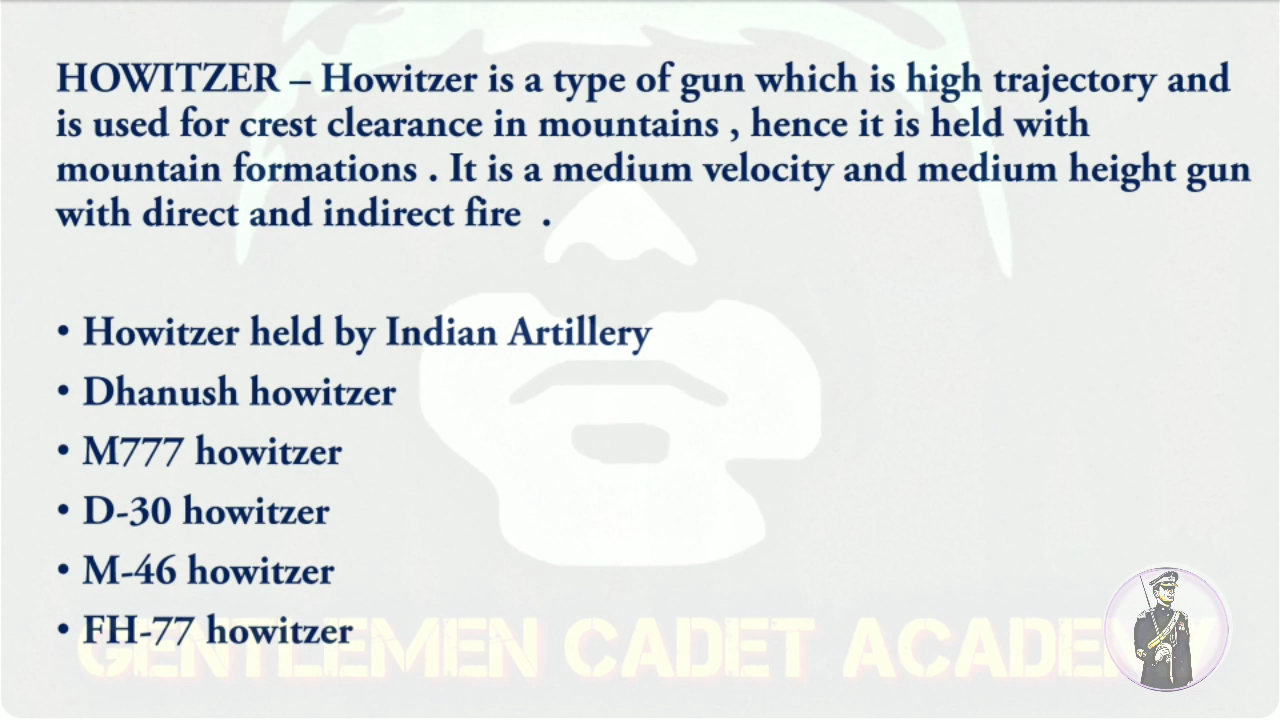 HOWITZER – Howitzer is a type of gun which is high trajectory and
is used for crest clearance in mountains , hence it is held with
mountain formations . It is a medium velocity and medium height gun
with direct and indirect fire .
• Howitzer held by Indian Artillery
• Dhanush howitzer
• M777 howitzer
• D-30 howitzer
• M-46 howitzer
• FH-77 howitzer
GENTLEMEN CADET ACADEMY